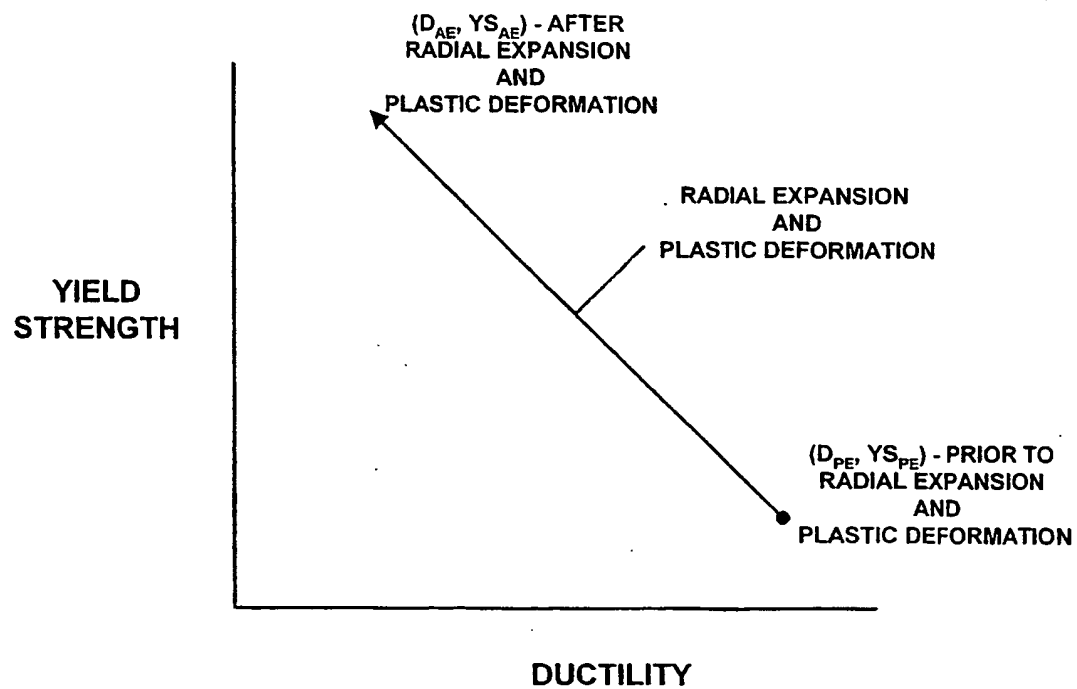 (D_AE, YS_AE) - AFTER
RADIAL EXPANSION
AND
PLASTIC DEFORMATION
RADIAL EXPANSION
AND
PLASTIC DEFORMATION
YIELD
STRENGTH
(D_PE, YS_PE) - PRIOR TO
RADIAL EXPANSION
AND
PLASTIC DEFORMATION
DUCTILITY